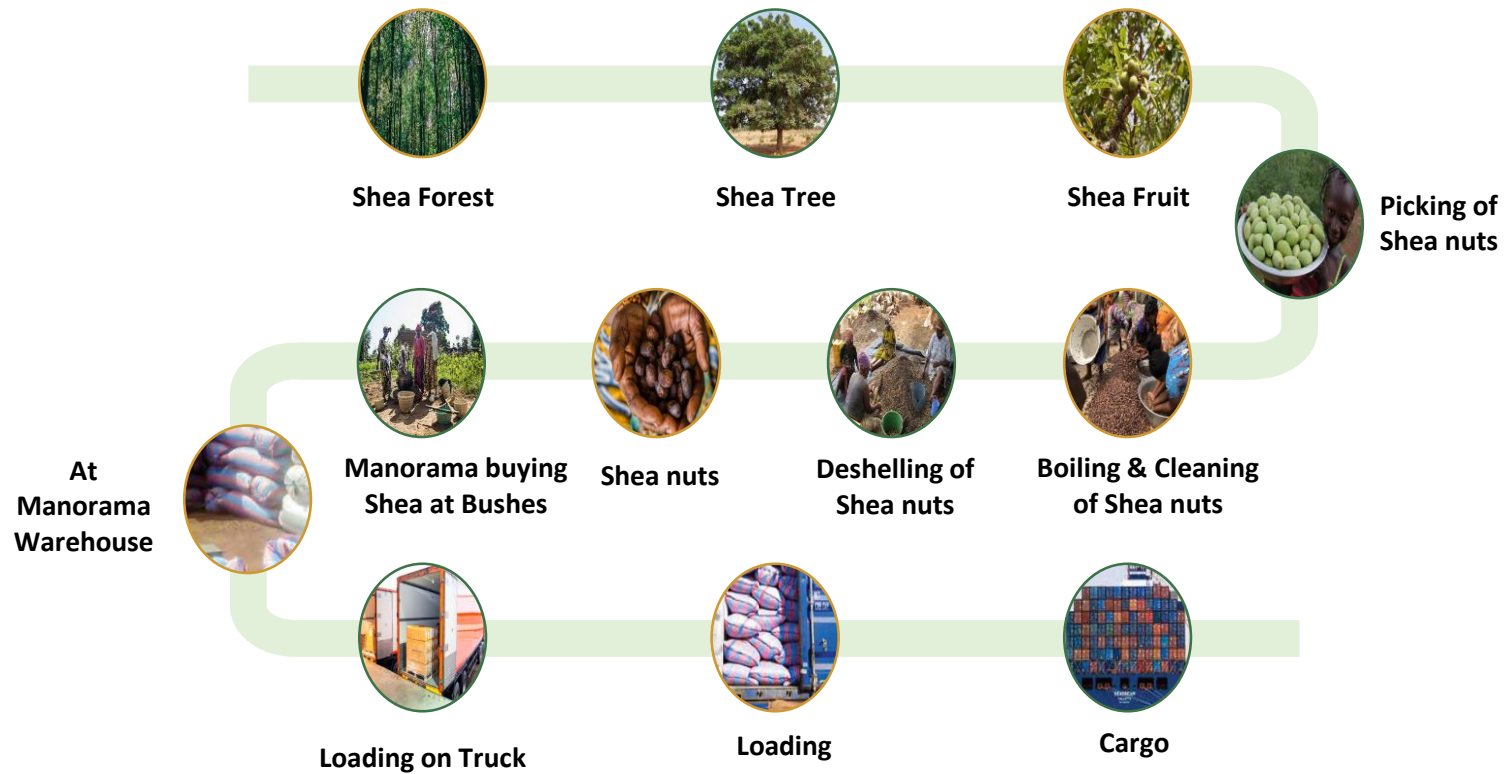 Shea Forest
Shea Tree
Shea Fruit
Picking of
Shea nuts
Boiling & Cleaning
of Shea nuts
Deshelling of
Shea nuts
Shea nuts
Manorama buying
Shea at Bushes
At
Manorama
Warehouse
Loading on Truck
Loading
Cargo